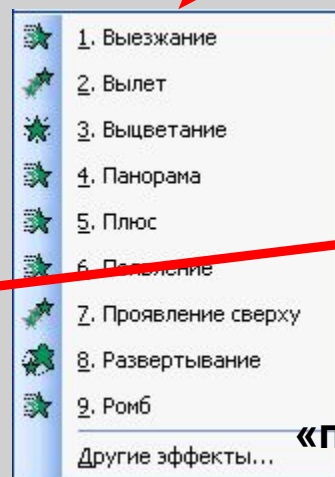 1. Выезжание
2. Вылет
3. Выцветание
4. Панорама
5. Плюс
6. Появление
7. Проявление сверху
8. Развертывание
9. Ромб
Другие эффекты...
«п